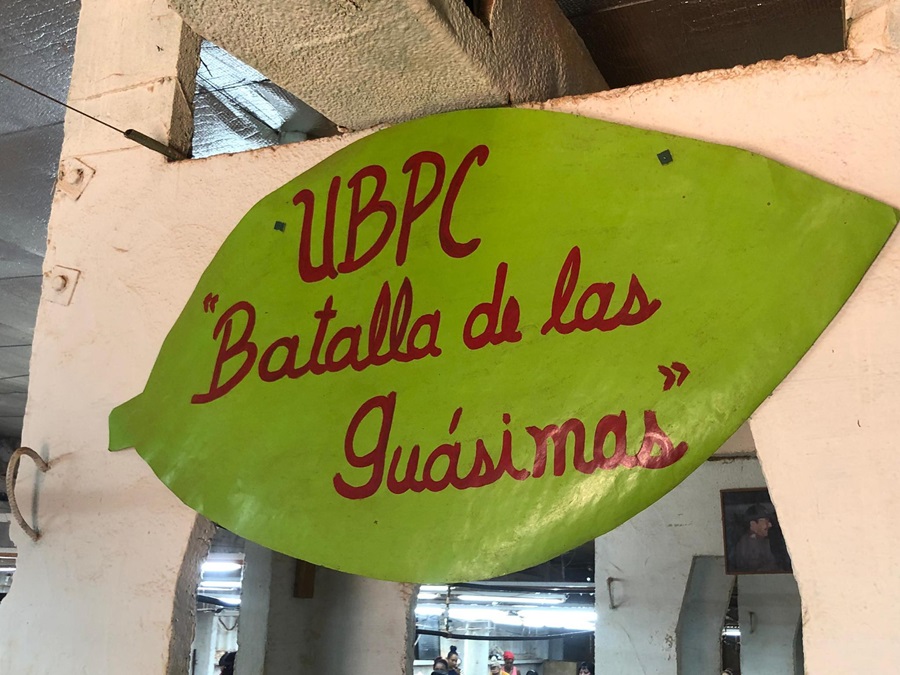 UBPC
"Batalla de las
guásimas"